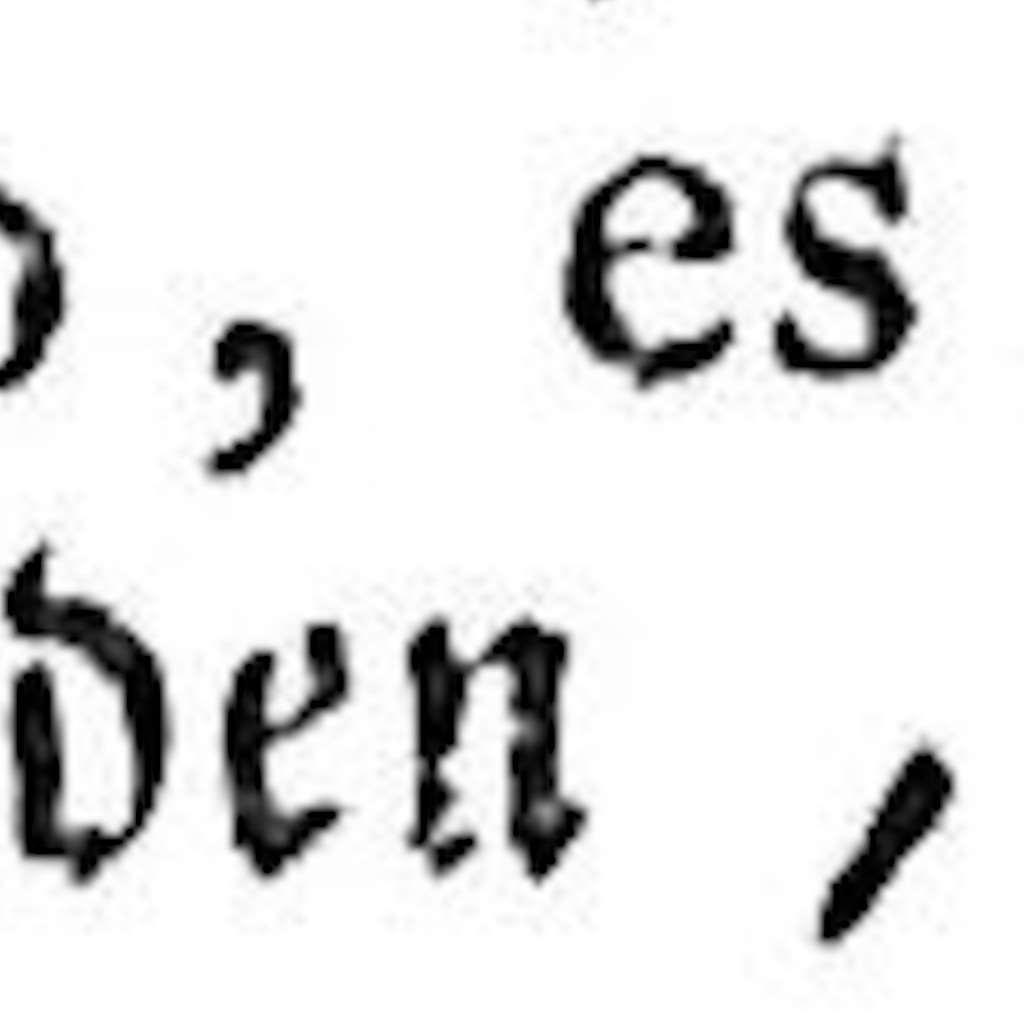 , es
den ,